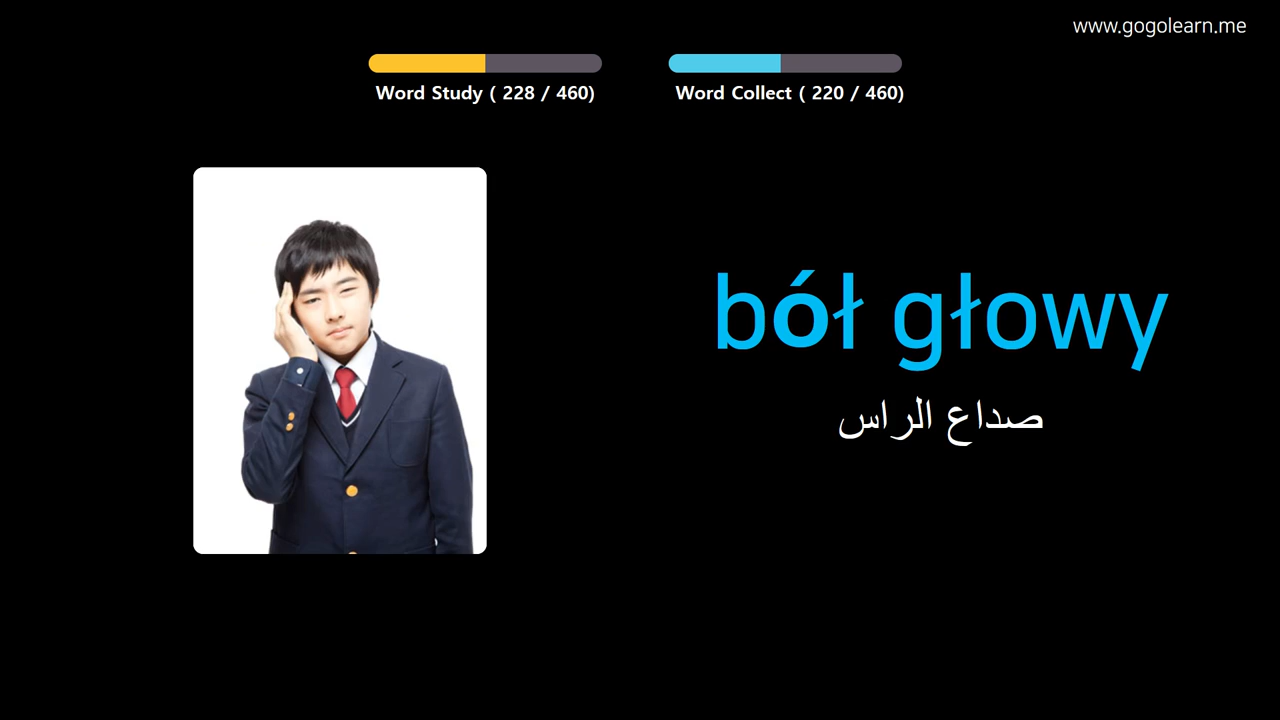 www.gogolearn.me
Word Study ( 228 / 460)
Word Collect ( 220 / 460)
ból głowy
صداع الراس